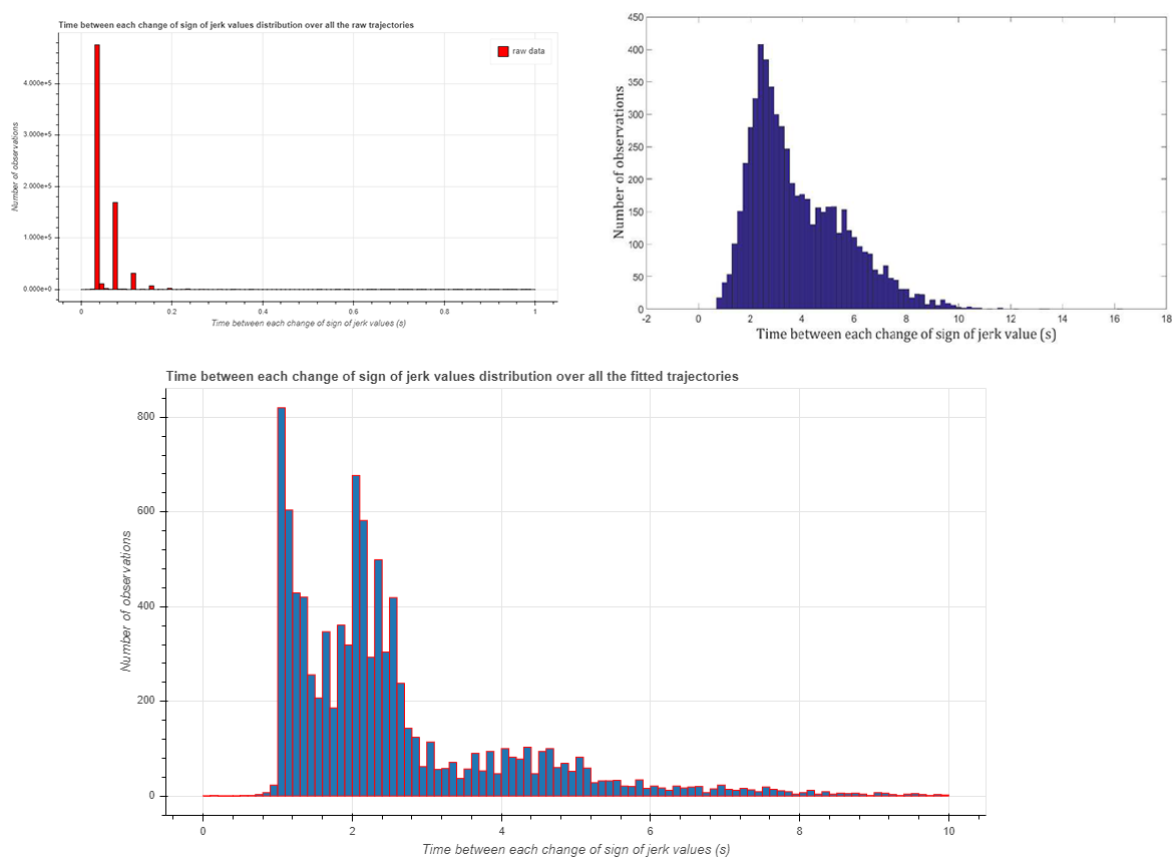 Time between each change of sign of jerk values distribution over all the raw trajectories
raw data
4.000e+5
3.000e+5
2.000e+5
1.000e+5
0.000e+0
Number of observations
0
0.2
0.4
0.6
0.8
1
Time between each change of sign of jerk values (s)
450
400
350
300
250
200
150
100
50
0
Number of observations
-2
0
2
4
6
8
10
12
14
16
18
Time between each change of sign of jerk value (s)
Time between each change of sign of jerk values distribution over all the fitted trajectories
800
600
400
200
0
Number of observations
0
2
4
6
8
10
Time between each change of sign of jerk values (s)